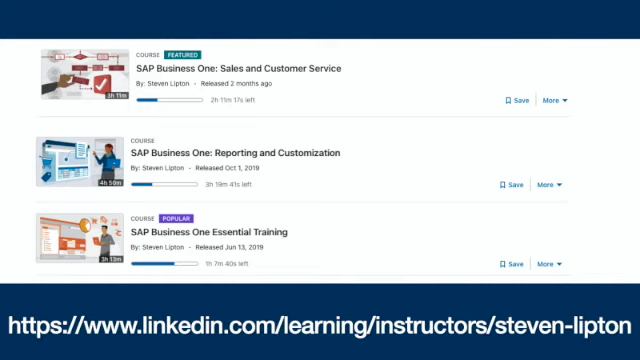 COURSE FEATURED
SAP Business One: Sales and Customer Service
By: Steven Lipton • Released 2 months ago
3h 11m
2h 11m 17s left
Save More
COURSE
SAP Business One: Reporting and Customization
By: Steven Lipton • Released Oct 1, 2019
4h 50m
3h 19m 41s left
Save More
COURSE POPULAR
SAP Business One Essential Training
By: Steven Lipton • Released Jun 13, 2019
3h 13m
1h 7m 40s left
Save More
https://www.linkedin.com/learning/instructors/steven-lipton